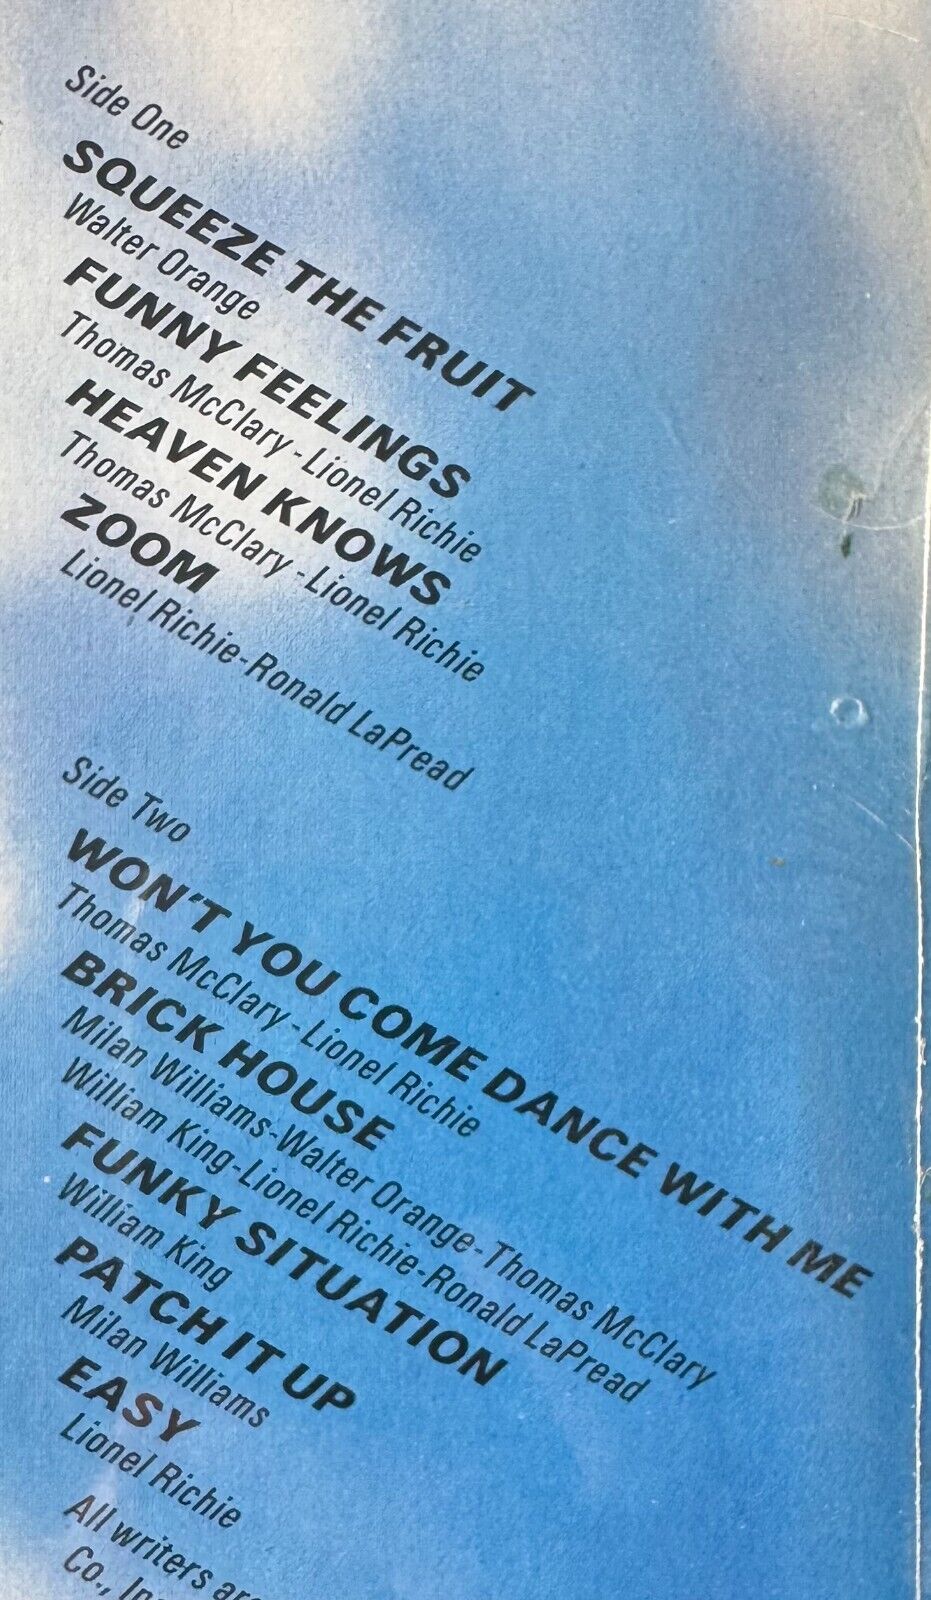 Side One
SQUEEZE THE FRUIT
Walter Orange
FUNNY FEELINGS
Thomas McClary-Lionel Richie
HEAVEN KNOWS
Thomas McClary-Lionel Richie
ZOOM
Lionel Richie-Ronald LaPread
Side Two
WON'T YOU COME DANCE WITH ME
Thomas McClary-Lionel Richie
BRICK HOUSE
Milan Williams-Walter Orange-Thomas McClary
William King-Lionel Richie-Ronald LaPread
FUNKY SITUATION
William King
PATCH IT UP
Milan Williams
EASY
Lionel Richie
All writers are
Co.,